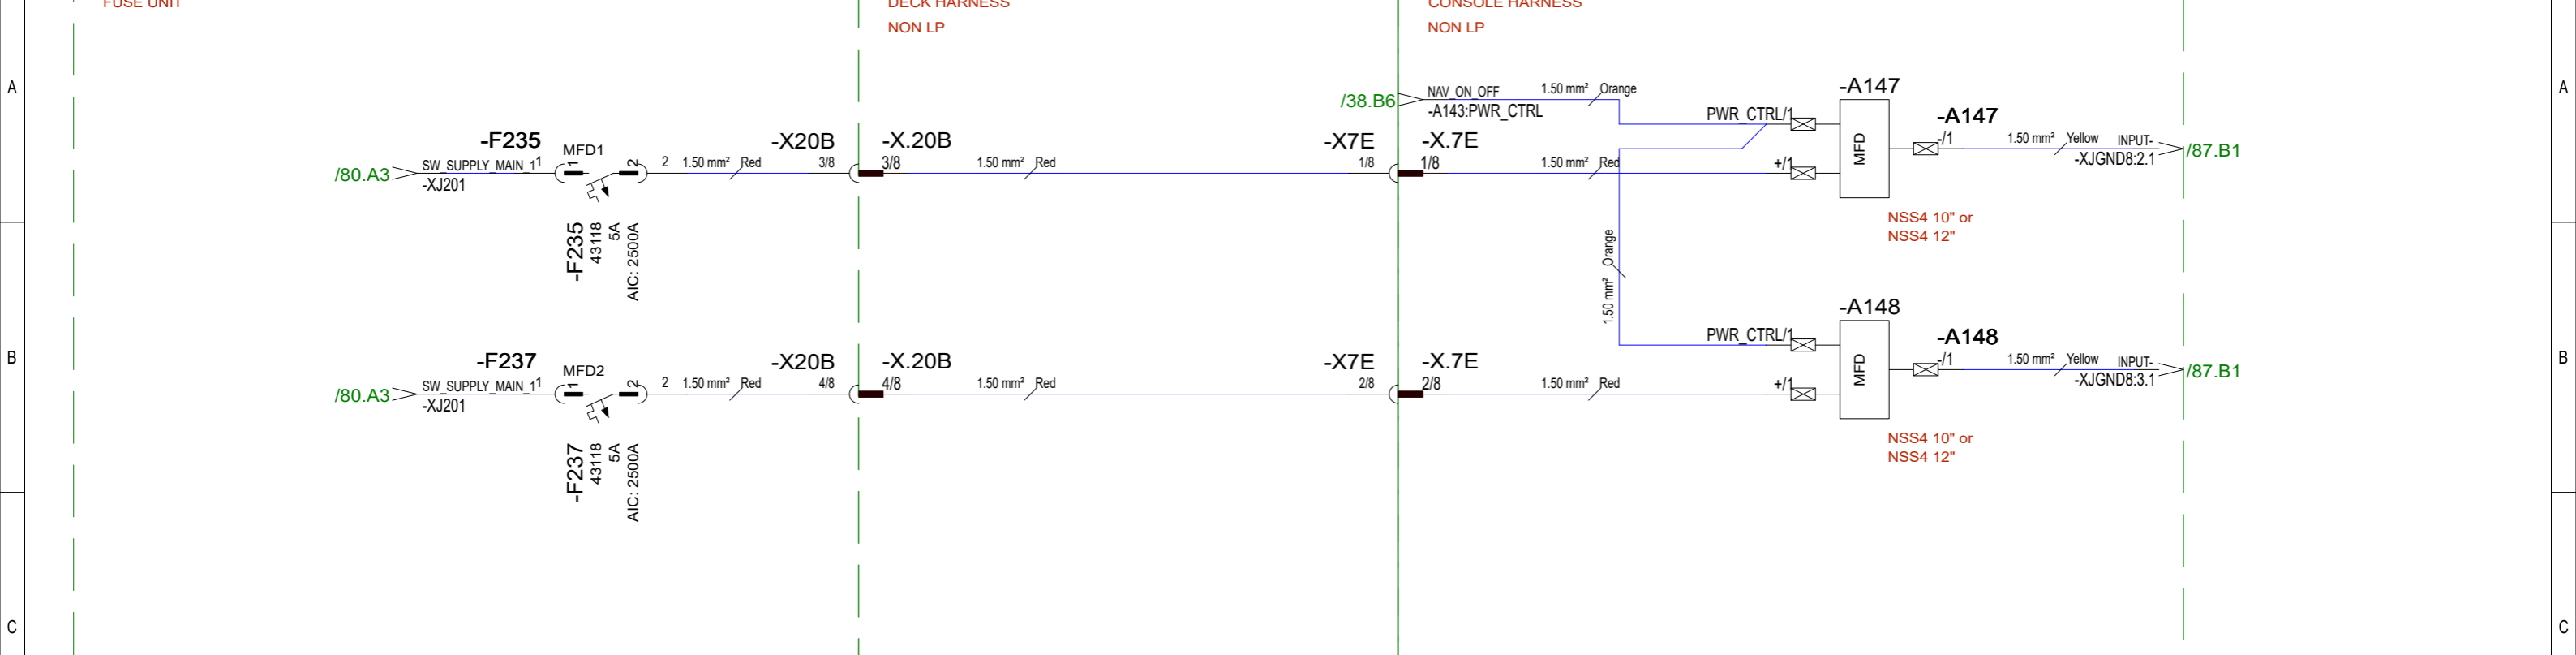 FUSE UNIT
DECK HARNESS
NON LP
CONSOLE HARNESS
NON LP
A
A
/38.B6
NAV_ON_OFF
1.50 mm² Orange
-A143:PWR_CTRL
PWR_CTRL/1
-A147
MFD
-A147
-/1
1.50 mm² Yellow
INPUT-
-XJGND8:2.1
/87.B1
/80.A3
SW_SUPPLY_MAIN_1
-XJ201
-F235
1
MFD1
1
2
2
1.50 mm² Red
-X20B
3/8
-X.20B
3/8
1.50 mm² Red
-X7E
1/8
-X.7E
1/8
1.50 mm² Red
+/1
-F235
43118
5A
AIC: 2500A
NSS4 10" or
NSS4 12"
1.50 mm² Orange
B
B
PWR_CTRL/1
-A148
MFD
-A148
-/1
1.50 mm² Yellow
INPUT-
-XJGND8:3.1
/87.B1
/80.A3
SW_SUPPLY_MAIN_1
-XJ201
-F237
1
MFD2
1
2
2
1.50 mm² Red
-X20B
4/8
-X.20B
4/8
1.50 mm² Red
-X7E
2/8
-X.7E
2/8
1.50 mm² Red
+/1
-F237
43118
5A
AIC: 2500A
NSS4 10" or
NSS4 12"
C
C